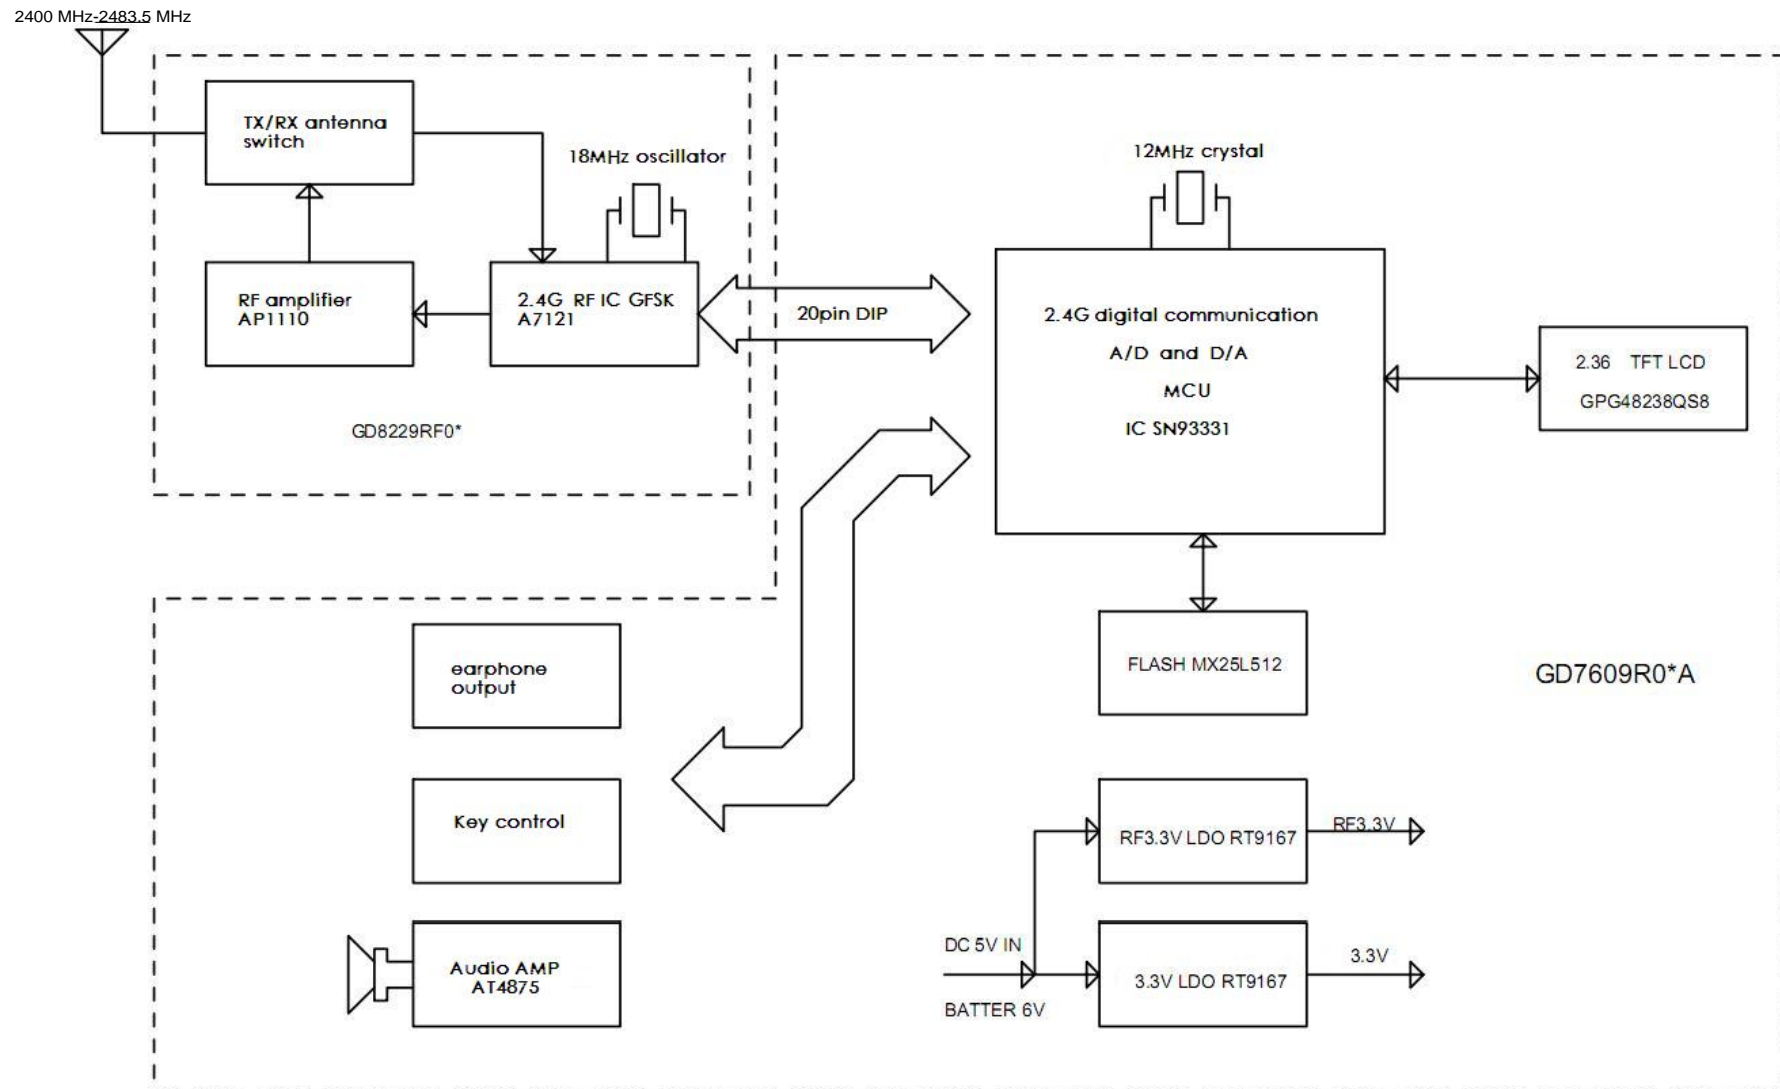 2400 MHz-2483.5 MHz
TX/RX antenna
switch
18MHz oscillator
RF amplifier
AP1110
2.4G RF IC GFSK
A7121
GD8229RF0*
20pin DIP
12MHz crystal
2.4G digital communication
A/D and D/A
MCU
IC SN93331
2.36 TFT LCD
GPG48238QS8
FLASH MX25L512
GD7609R0*A
earphone
output
Key control
Audio AMP
AT4875
RF3.3V LDO RT9167
RF3.3V
DC 5V IN
BATTER 6V
3.3V LDO RT9167
3.3V